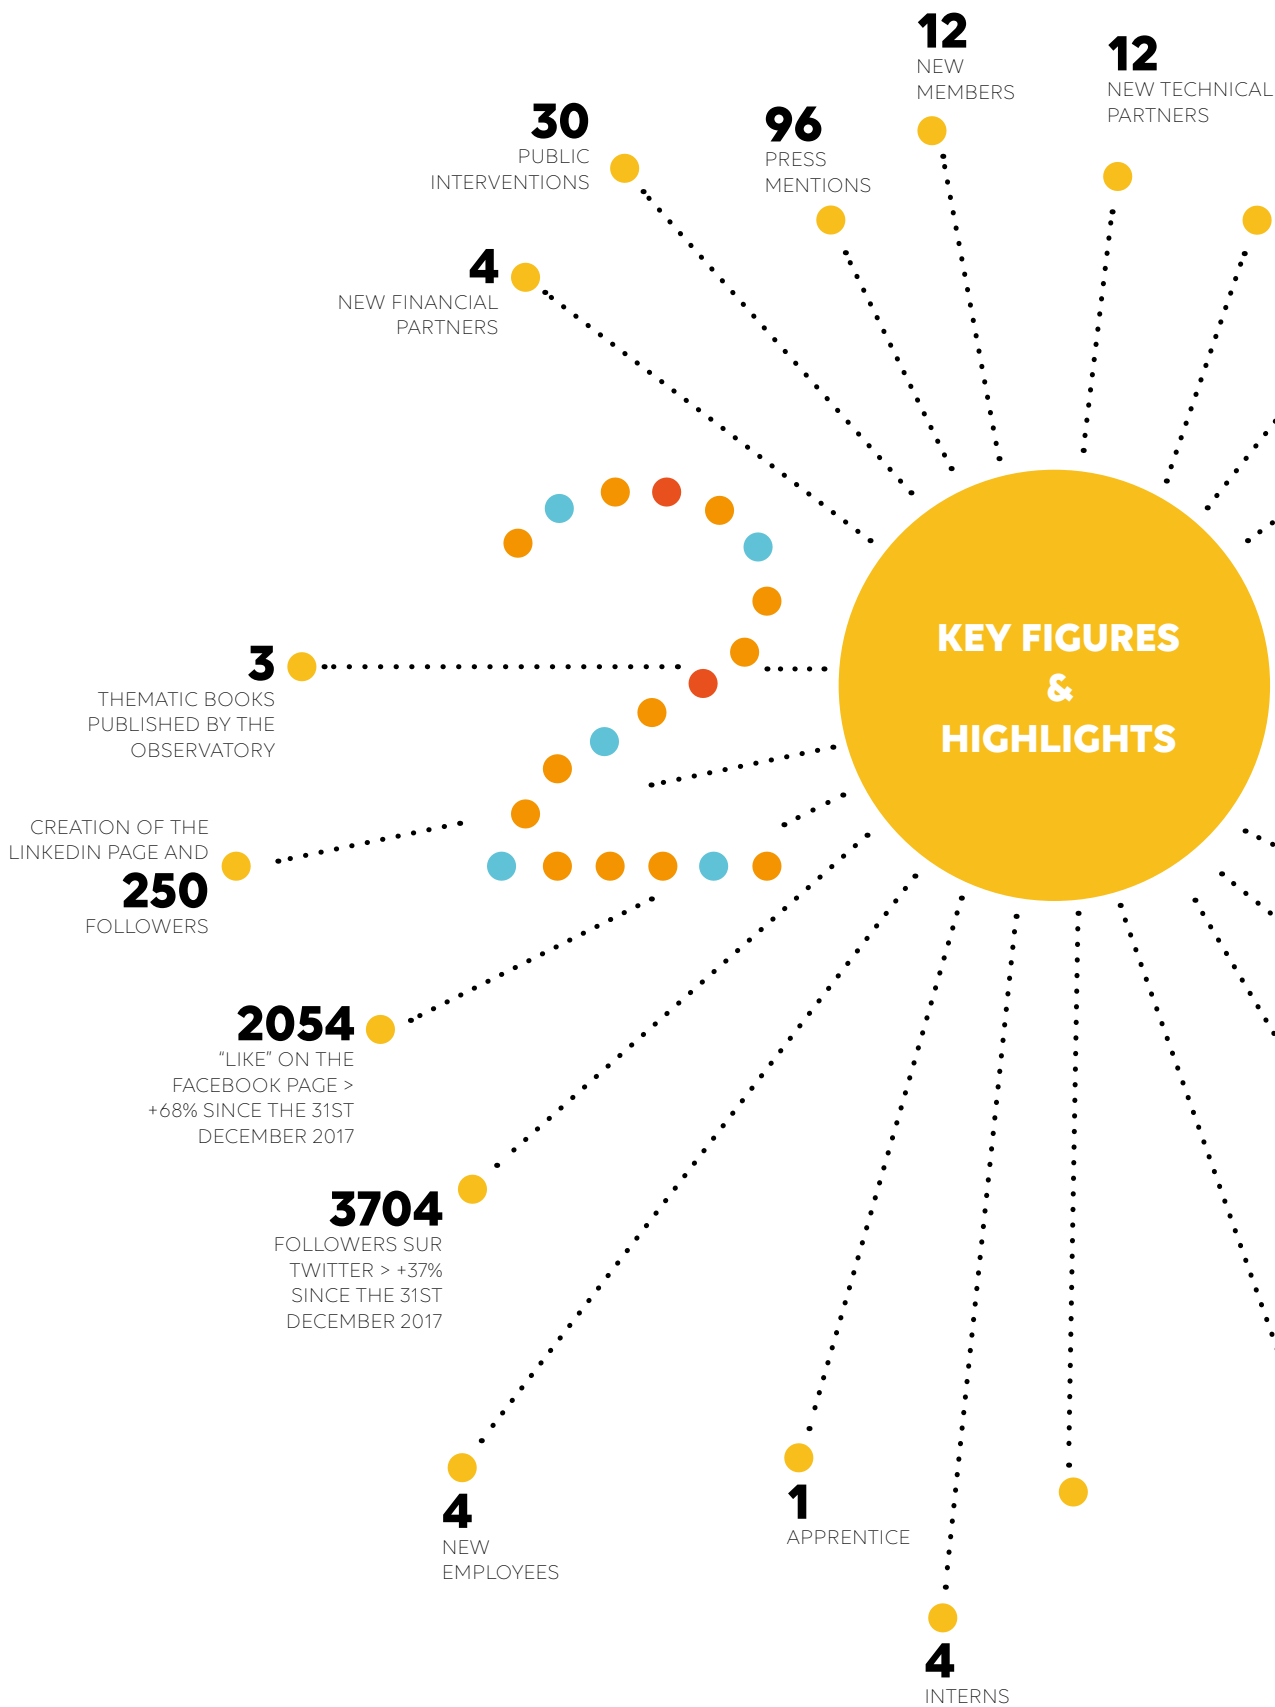 12
NEW
MEMBERS
12
NEW TECHNICAL
PARTNERS
30
PUBLIC
INTERVENTIONS
96
PRESS
MENTIONS
4
NEW FINANCIAL
PARTNERS
KEY FIGURES
&
HIGHLIGHTS
3
THEMATIC BOOKS
PUBLISHED BY THE
OBSERVATORY
CREATION OF THE
LINKEDIN PAGE AND
250
FOLLOWERS
2054
“LIKE” ON THE
FACEBOOK PAGE >
+68% SINCE THE 31ST
DECEMBER 2017
3704
FOLLOWERS SUR
TWITTER > +37%
SINCE THE 31ST
DECEMBER 2017
4
NEW
EMPLOYEES
1
APPRENTICE
4
INTERNS